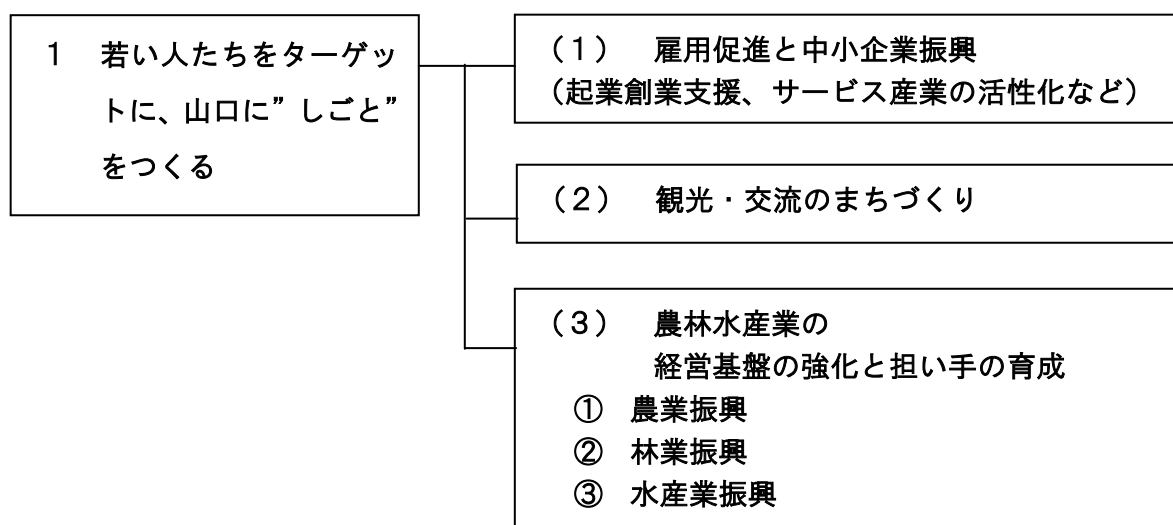 1 若い人たちをターゲッ
トに、山口に”しごと”
をつくる
（１） 雇用促進と中小企業振興
（起業創業支援、サービス産業の活性化など）
（２） 観光・交流のまちづくり
（３） 農林水産業の
経営基盤の強化と担い手の育成
① 農業振興
② 林業振興
③ 水産業振興